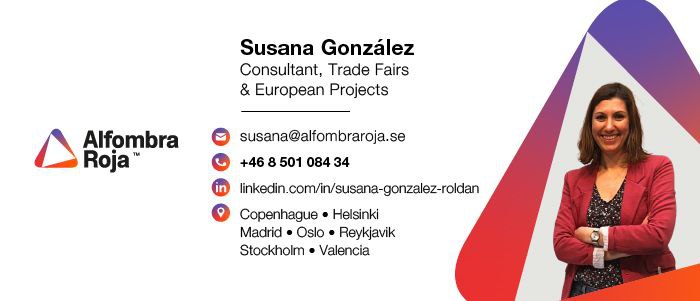 Susana González
Consultant, Trade Fairs
& European Projects
Alfombra
Roja™
susana@alfombraroja.se
+46 8 501 084 34
in
linkedin.com/in/susana-gonzalez-roldan
Copenhague • Helsinki
Madrid • Oslo • Reykjavik
Stockholm • Valencia